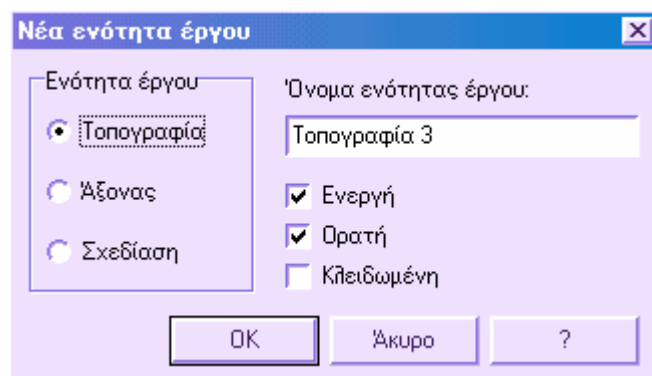 Νέα ενότητα έργου
Ενότητα έργου
Τοπογραφία
Άξονας
Σχεδίαση
Όνομα ενότητας έργου:
Τοπογραφία 3
Ενεργή
Ορατή
Κλειδωμένη
OK
Άκυρο
?